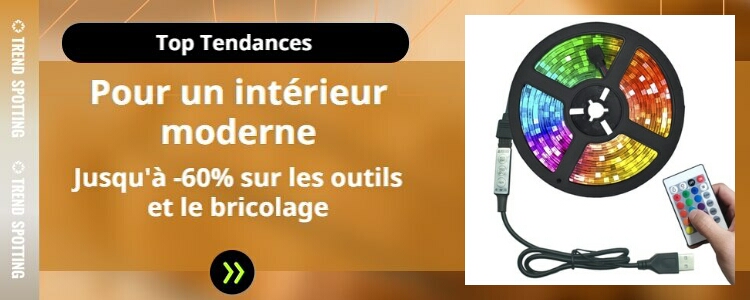 TREND SPOTTING
TREND SPOTTING
Top Tendances
Pour un intérieur
moderne
Jusqu'à -60% sur les outils
et le bricolage